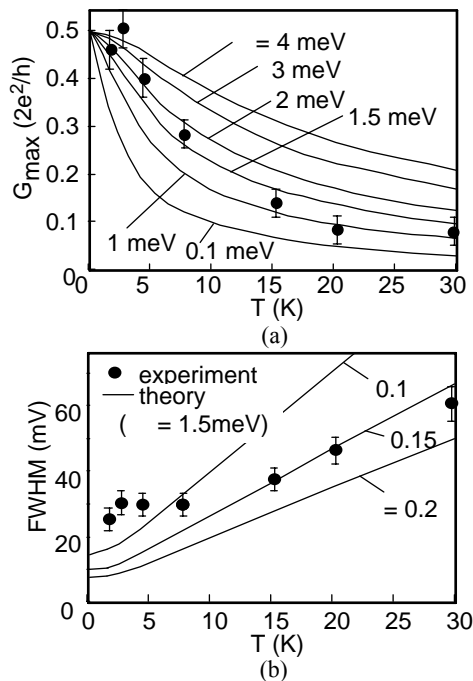 0.5
= 4 meV
3 meV
0.4
2 meV
0.3
1.5 meV
Gmax (2e²/h)
0.2
0.1
1 meV
0.1 meV
0
0 5 10 15 20 25 30
T (K)
(a)
experiment
theory
( = 1.5meV)
0.1
60
0.15
FWHM (mV)
40
= 0.2
20
0
0 5 10 15 20 25 30
T (K)
(b)